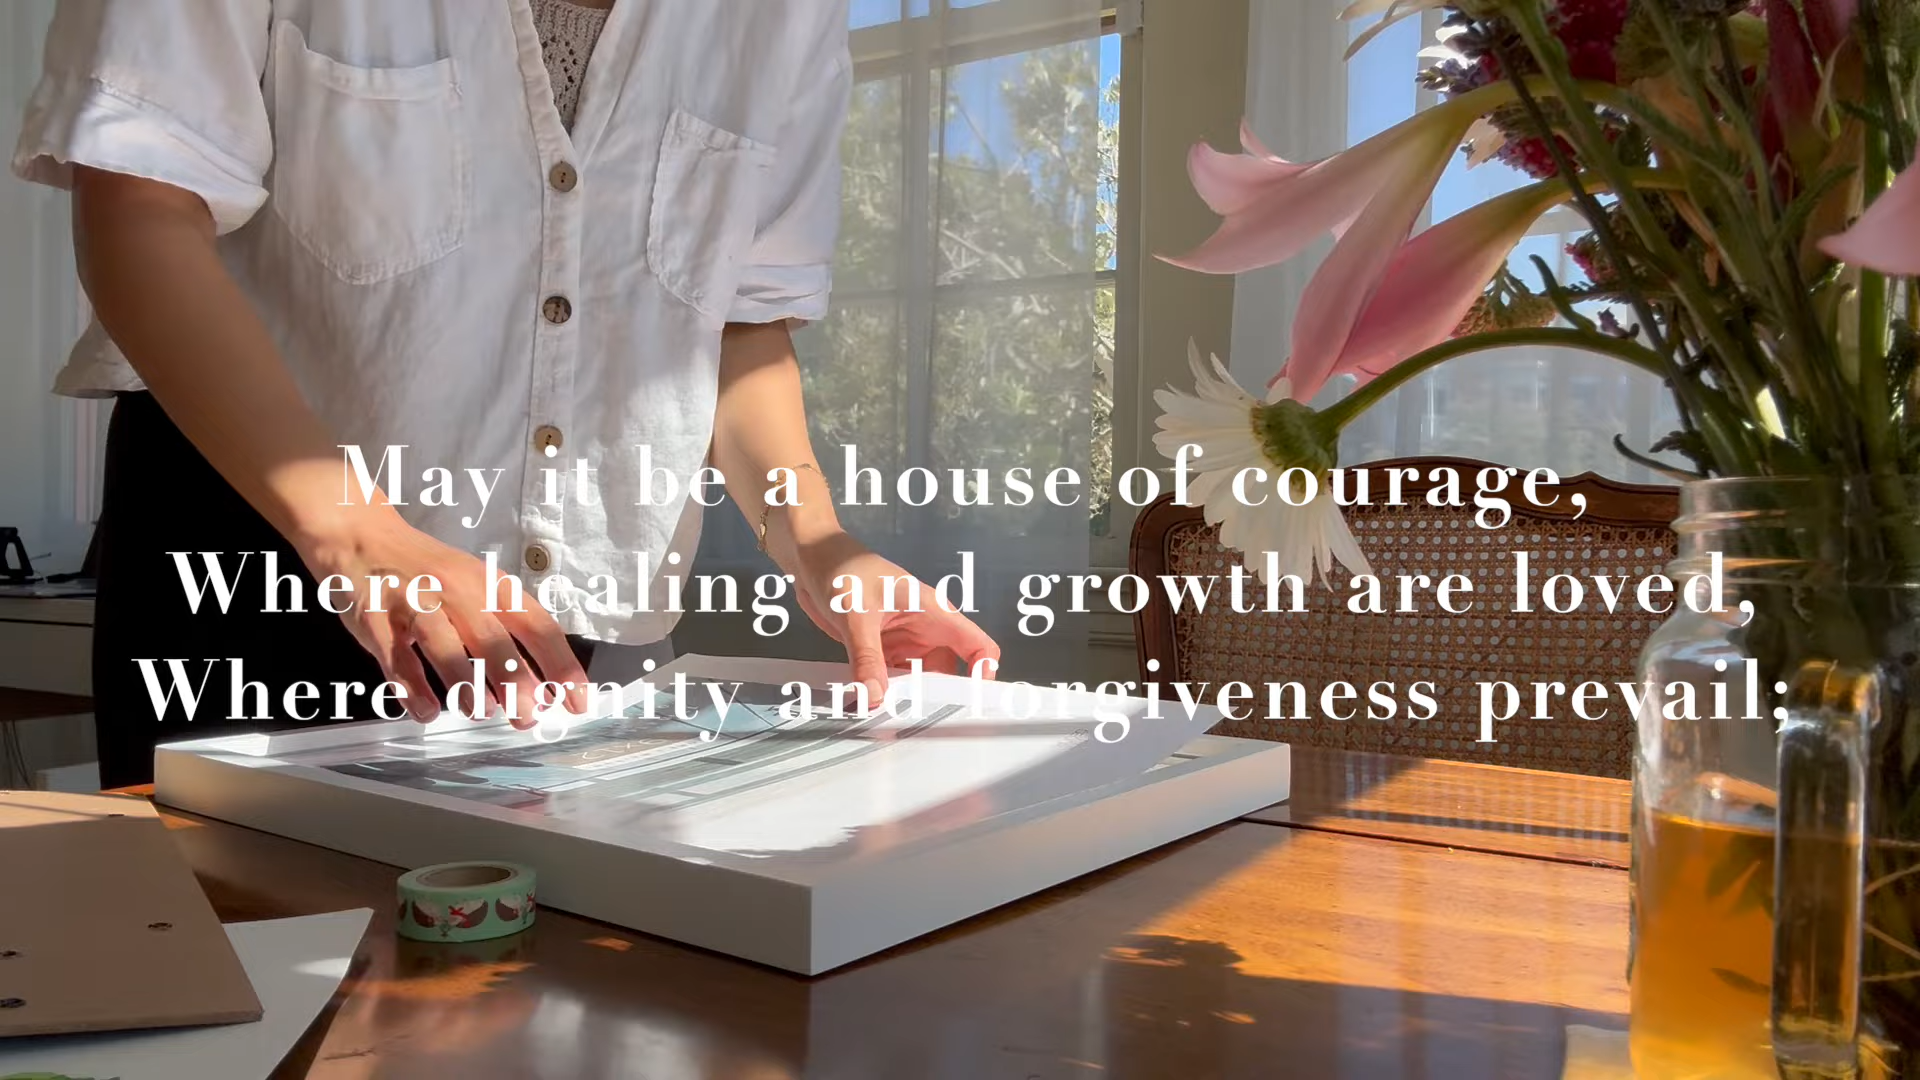 May it be a house of courage,
Where healing and growth are loved,
Where dignity and forgiveness prevail;